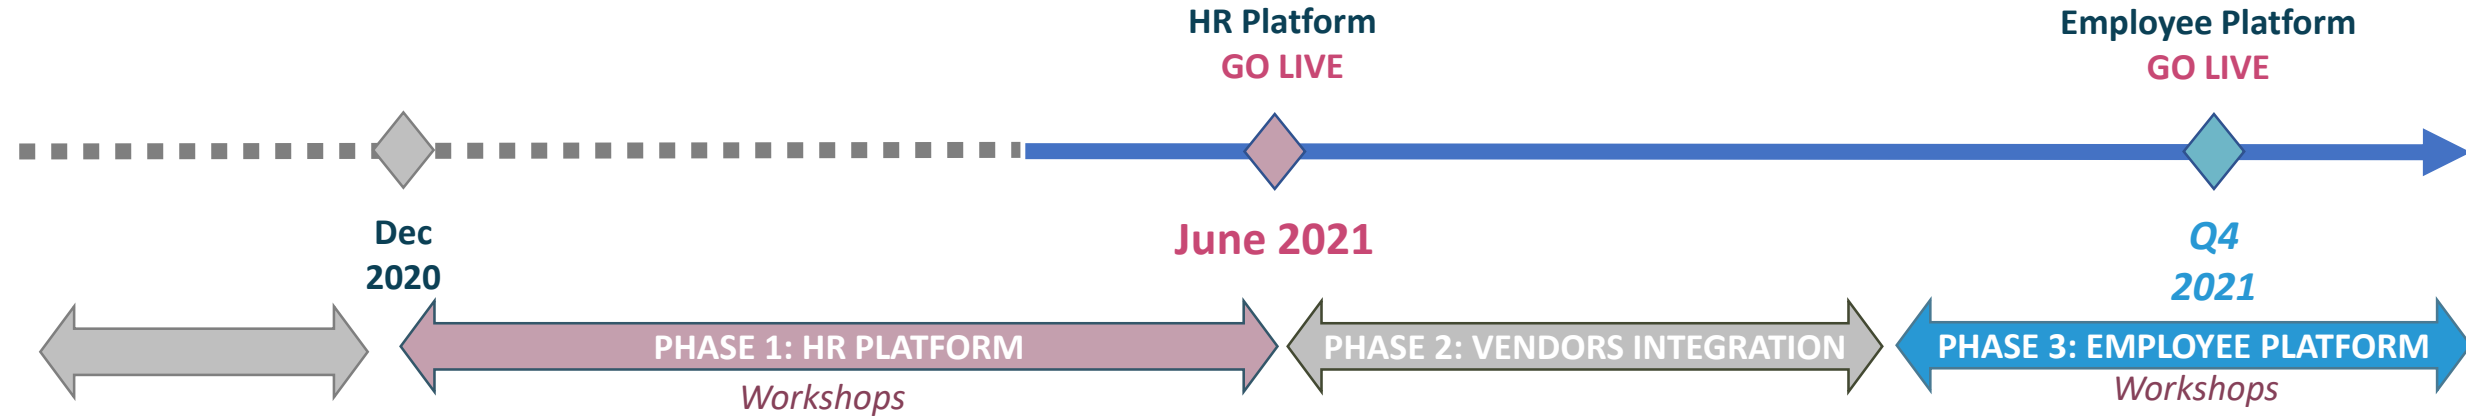 HR Platform
GO LIVE
Employee Platform
GO LIVE
Dec
2020
June 2021
Q4
2021
PHASE 1: HR PLATFORM
PHASE 2: VENDORS INTEGRATION
PHASE 3: EMPLOYEE PLATFORM
Workshops
Workshops